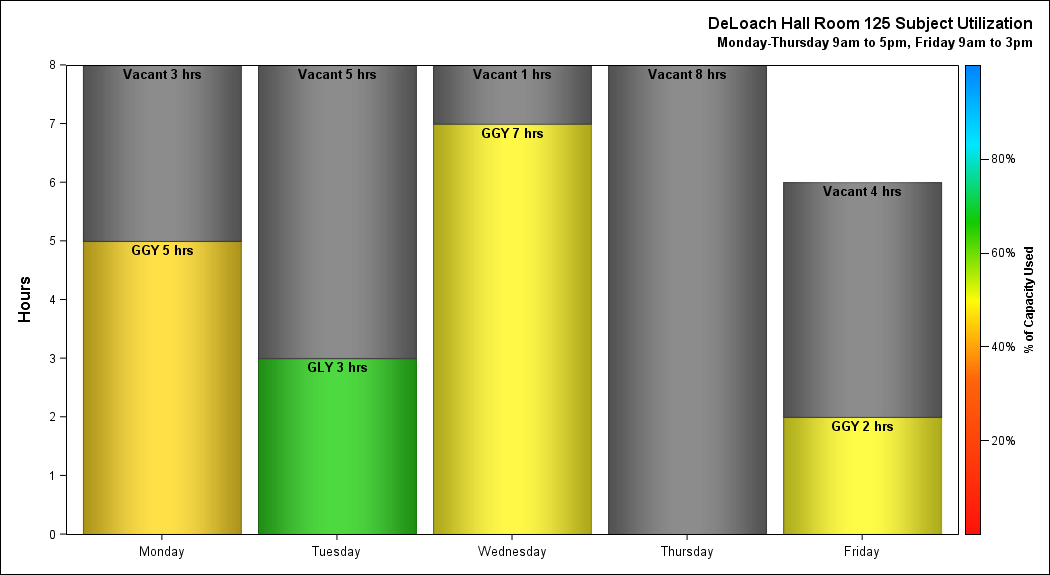 DeLoach Hall Room 125 Subject Utilization
Monday-Thursday 9am to 5pm, Friday 9am to 3pm
Hours
8
7
6
5
4
3
2
1
0
Vacant 3 hrs
GGY 5 hrs
Vacant 5 hrs
GLY 3 hrs
Vacant 1 hrs
GGY 7 hrs
Vacant 8 hrs
Vacant 4 hrs
GGY 2 hrs
Monday
Tuesday
Wednesday
Thursday
Friday
80%
60%
40%
20%
% of Capacity Used